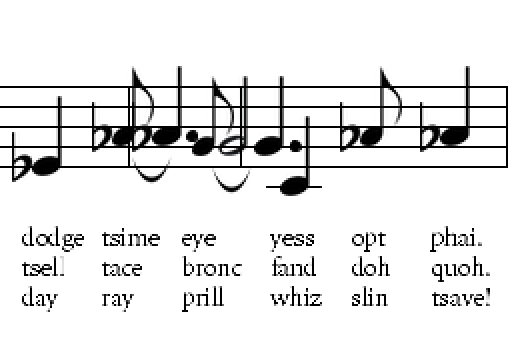 dodge tsime eye yess opt phai.
tsell tace bronc fand doh quoh.
day ray prill whiz slin tsave!